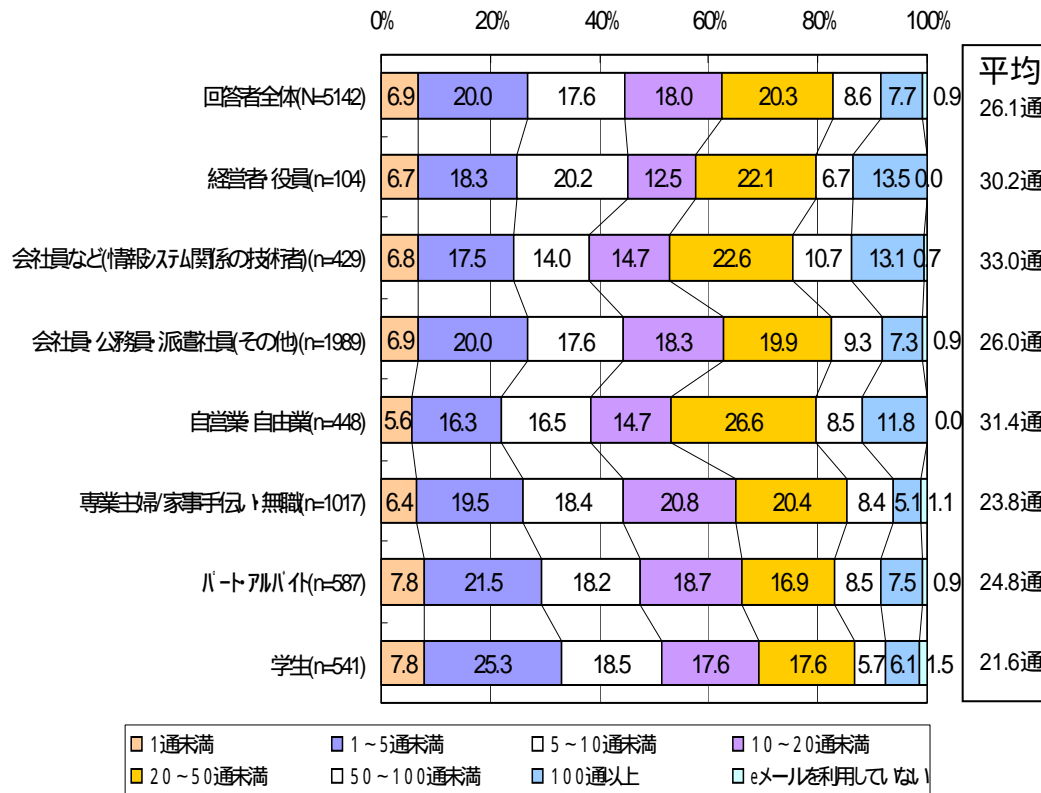 0% 20% 40% 60% 80% 100%
平均
回答者全体(N=5142) 6.9 20.0 17.6 18.0 20.3 8.6 7.7 0.9 26.1通
経営者・役員(n=104) 6.7 18.3 20.2 12.5 22.1 6.7 13.5 0.0 30.2通
会社員など(情報システム関係の技術者)(n=429) 6.8 17.5 14.0 14.7 22.6 10.7 13.1 0.7 33.0通
会社員・公務員・派遣社員(その他)(n=1989) 6.9 20.0 17.6 18.3 19.9 9.3 7.3 0.9 26.0通
自営業・自由業(n=448) 5.6 16.3 16.5 14.7 26.6 8.5 11.8 0.0 31.4通
専業主婦/家事手伝い・無職(n=1017) 6.4 19.5 18.4 20.8 20.4 8.4 5.1 1.1 23.8通
パート・アルバイト(n=587) 7.8 21.5 18.2 18.7 16.9 8.5 7.5 0.9 24.8通
学生(n=541) 7.8 25.3 18.5 17.6 17.6 5.7 6.1 1.5 21.6通
1通未満 1～5通未満 5～10通未満 10～20通未満
20～50通未満 50～100通未満 100通以上 eメールを利用していない